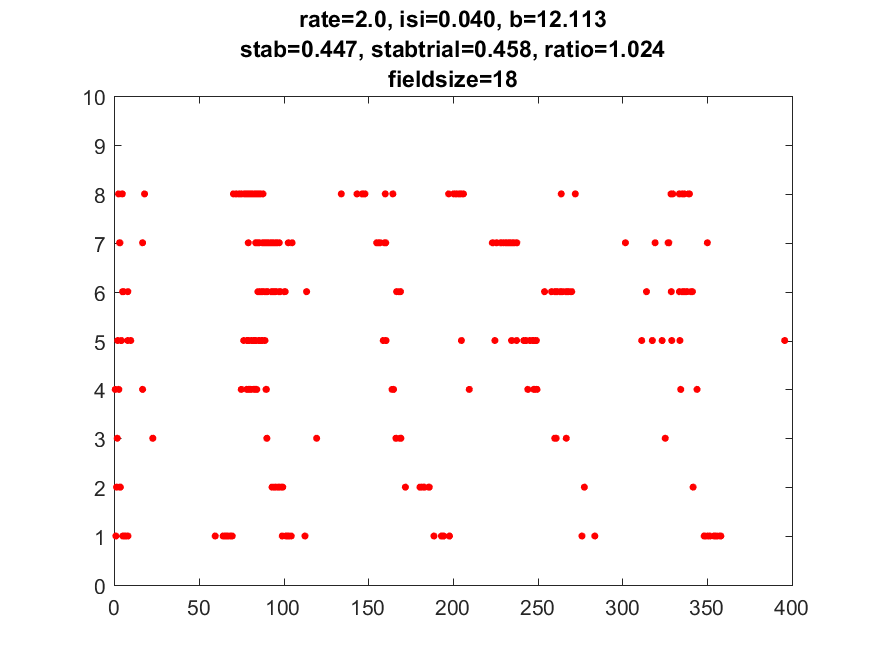 rate=2.0, isi=0.040, b=12.113
stab=0.447, stabtrial=0.458, ratio=1.024
fieldsize=18
10
9
8
7
6
5
4
3
2
1
0
0 50 100 150 200 250 300 350 400